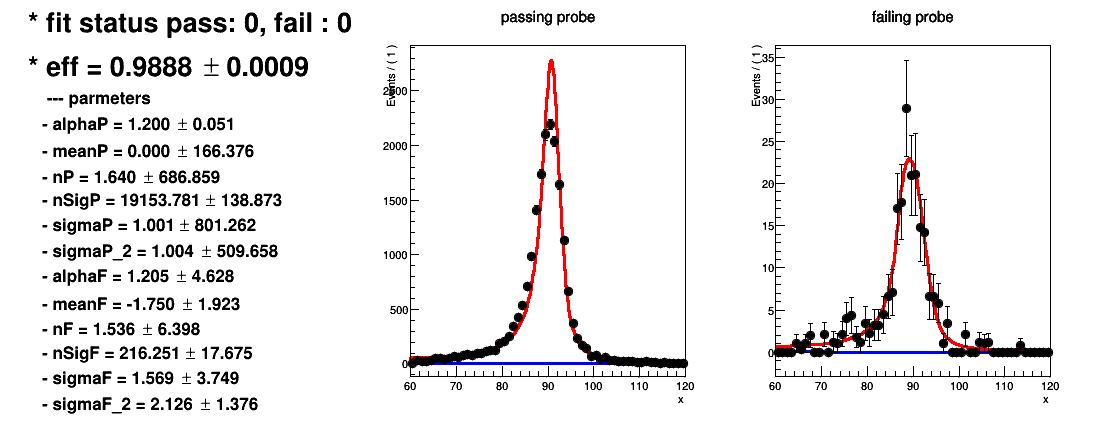 * fit status pass: 0, fail : 0
* eff = 0.9888 ± 0.0009
--- parmeters
- alphaP = 1.200 ± 0.051
- meanP = 0.000 ± 166.376
- nP = 1.640 ± 686.859
- nSigP = 19153.781 ± 138.873
- sigmaP = 1.001 ± 801.262
- sigmaP_2 = 1.004 ± 509.658
- alphaF = 1.205 ± 4.628
- meanF = -1.750 ± 1.923
- nF = 1.536 ± 6.398
- nSigF = 216.251 ± 17.675
- sigmaF = 1.569 ± 3.749
- sigmaF_2 = 2.126 ± 1.376
passing probe
Events / ( 1 )
2500
2000
1500
1000
500
0
60 70 80 90 100 110 120
x
failing probe
Events / ( 1 )
35
30
25
20
15
10
5
0
60 70 80 90 100 110 120
x